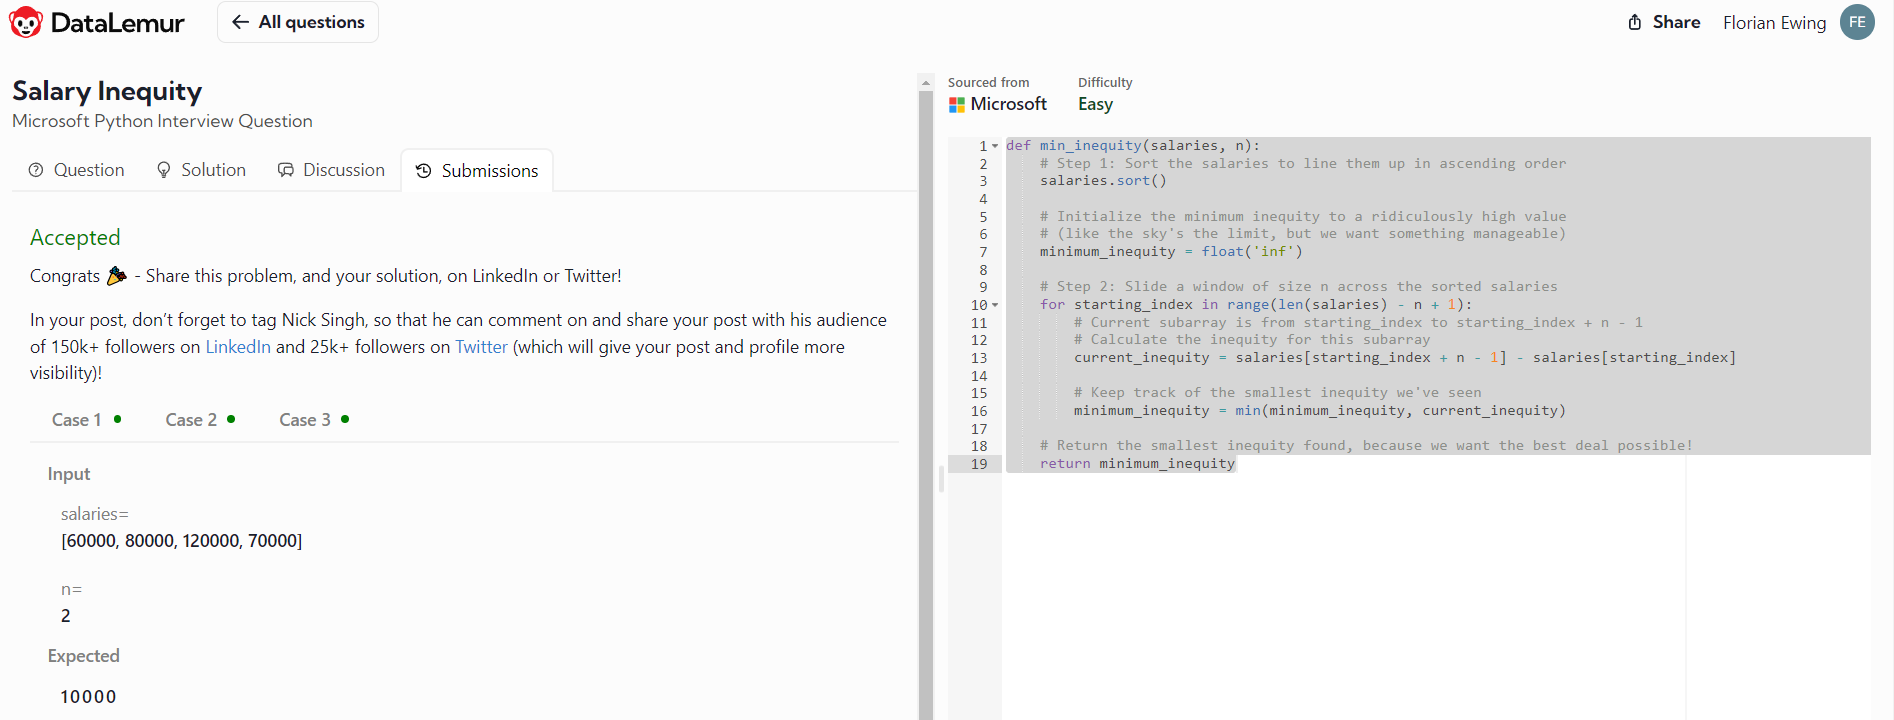 DataLemur
← All questions
Share
Florian Ewing
FE
Salary Inequity
Microsoft Python Interview Question
Question
Solution
Discussion
Submissions
Accepted
Congrats 🎉 - Share this problem, and your solution, on LinkedIn or Twitter!
In your post, don't forget to tag Nick Singh, so that he can comment on and share your post with his audience
of 150k+ followers on LinkedIn and 25k+ followers on Twitter (which will give your post and profile more
visibility)!
Case 1
Case 2
Case 3
Input
salaries=
[60000, 80000, 120000, 70000]
n=
2
Expected
10000
Sourced from
Microsoft
Difficulty
Easy
1 def min_inequity(salaries, n):
2     # Step 1: Sort the salaries to line them up in ascending order
3     salaries.sort()
4
5     # Initialize the minimum inequity to a ridiculously high value
6     # (like the sky's the limit, but we want something manageable)
7     minimum_inequity = float('inf')
8
9     # Step 2: Slide a window of size n across the sorted salaries
10     for starting_index in range(len(salaries) - n + 1):
11         # Current subarray is from starting_index to starting_index + n - 1
12         # Calculate the inequity for this subarray
13         current_inequity = salaries[starting_index + n - 1] - salaries[starting_index]
14
15         # Keep track of the smallest inequity we've seen
16         minimum_inequity = min(minimum_inequity, current_inequity)
17
18     # Return the smallest inequity found, because we want the best deal possible!
19     return minimum_inequity